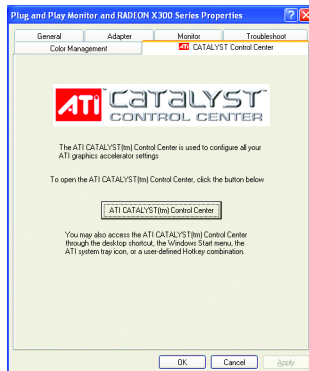 Plug and Play Monitor and RADEON X300 Series Properties
General Adapter Monitor Troubleshoot
Color Management ATI CATALYST Control Center
ATI CATALYST™
CONTROL CENTER
The ATI CATALYST(tm) Control Center is used to configure all your
ATI graphics accelerator settings
To open the ATI CATALYST(tm) Control Center, click the button below
ATI CATALYST(tm) Control Center
You may also access the ATI CATALYST(tm) Control Center
through the desktop shortcut, the Windows Start menu, the
ATI system tray icon, or a user-defined Hotkey combination.
OK Cancel Apply